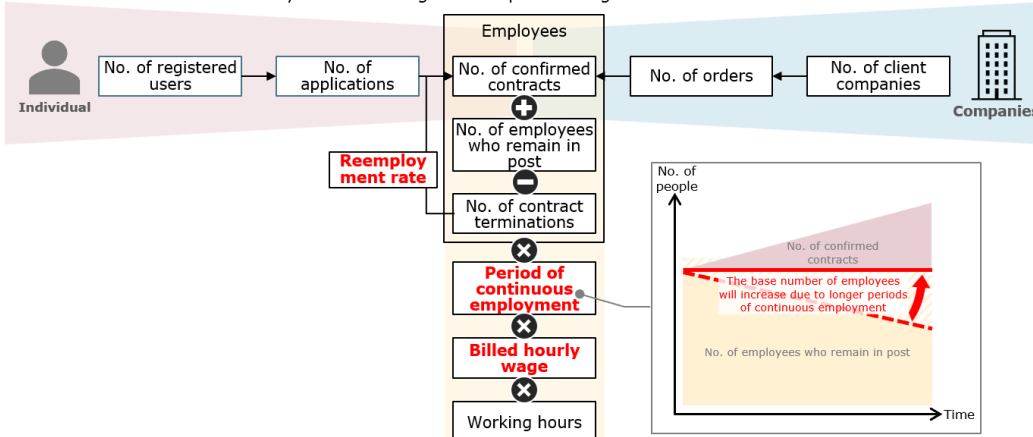 Employees
No. of registered
users
No. of
applications
No. of confirmed
contracts
No. of orders
No. of client
companies
Individual
Companies
No. of employees
who remain in
post
Reemploy
ment rate
No. of contract
terminations
Period of
continuous
employment
Billed hourly
wage
Working hours
No. of
people
No. of confirmed
contracts
The base number of employees
will increase due to longer periods
of continuous employment
No. of employees who remain in post
Time